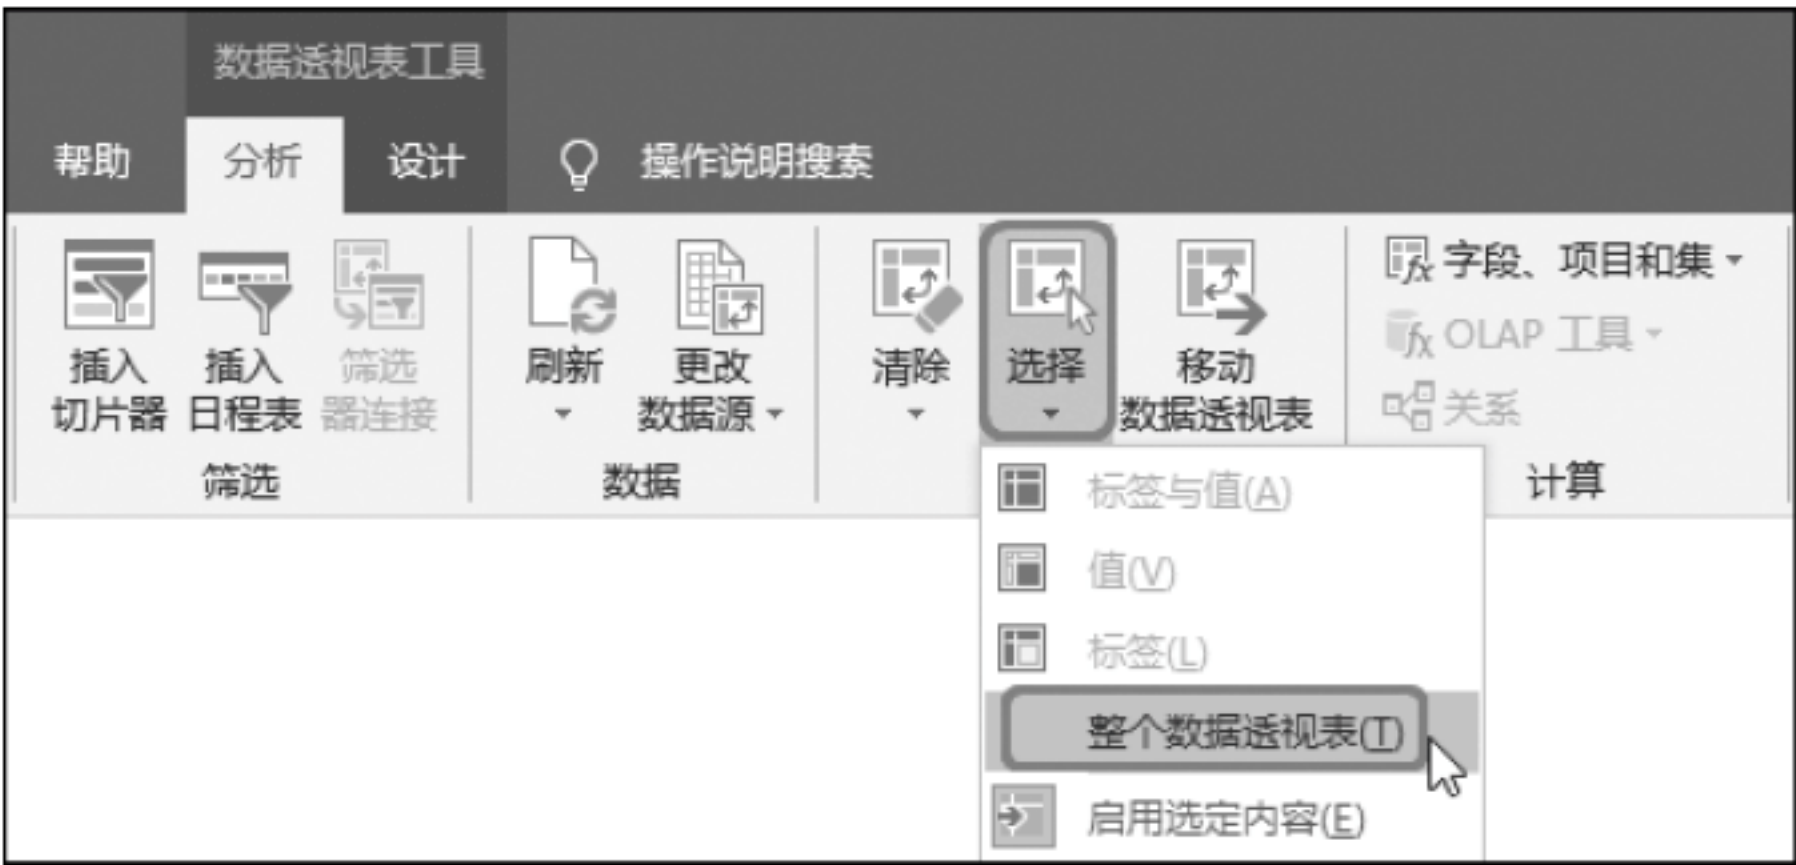 数据透视表工具
帮助 分析 设计 操作说明搜索
插入
切片器
插入
日程表
筛选
器连接
筛选
刷新
更改
数据源
数据
清除
选择
移动
数据透视表
字段、项目和集
OLAP 工具
关系
计算
标签与值(A)
值(V)
标签(L)
整个数据透视表(T)
启用选定内容(E)